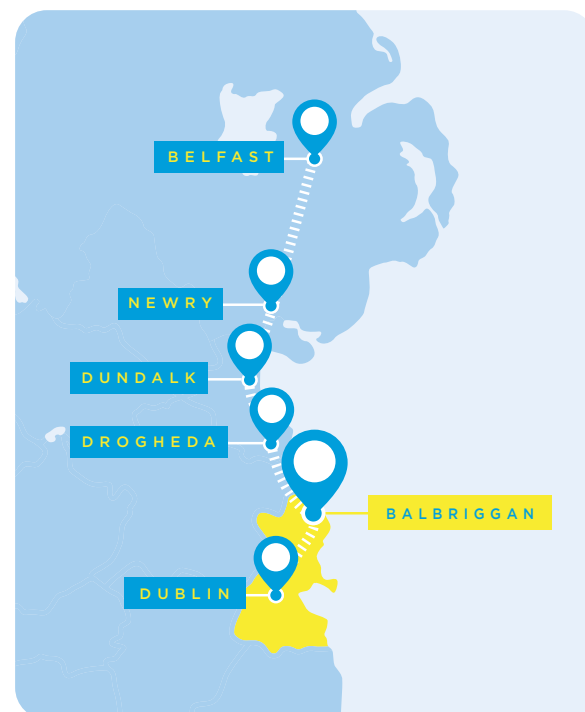 BELFAST
NEWRY
DUNDALK
DROGHEDA
BALBRIGGAN
DUBLIN